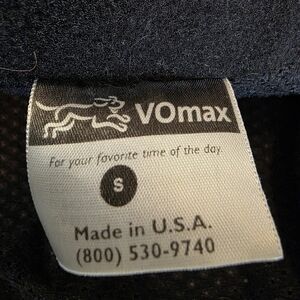 VOmax
For your favorite time of the day.
S
Made in U.S.A.
(800) 530-9740